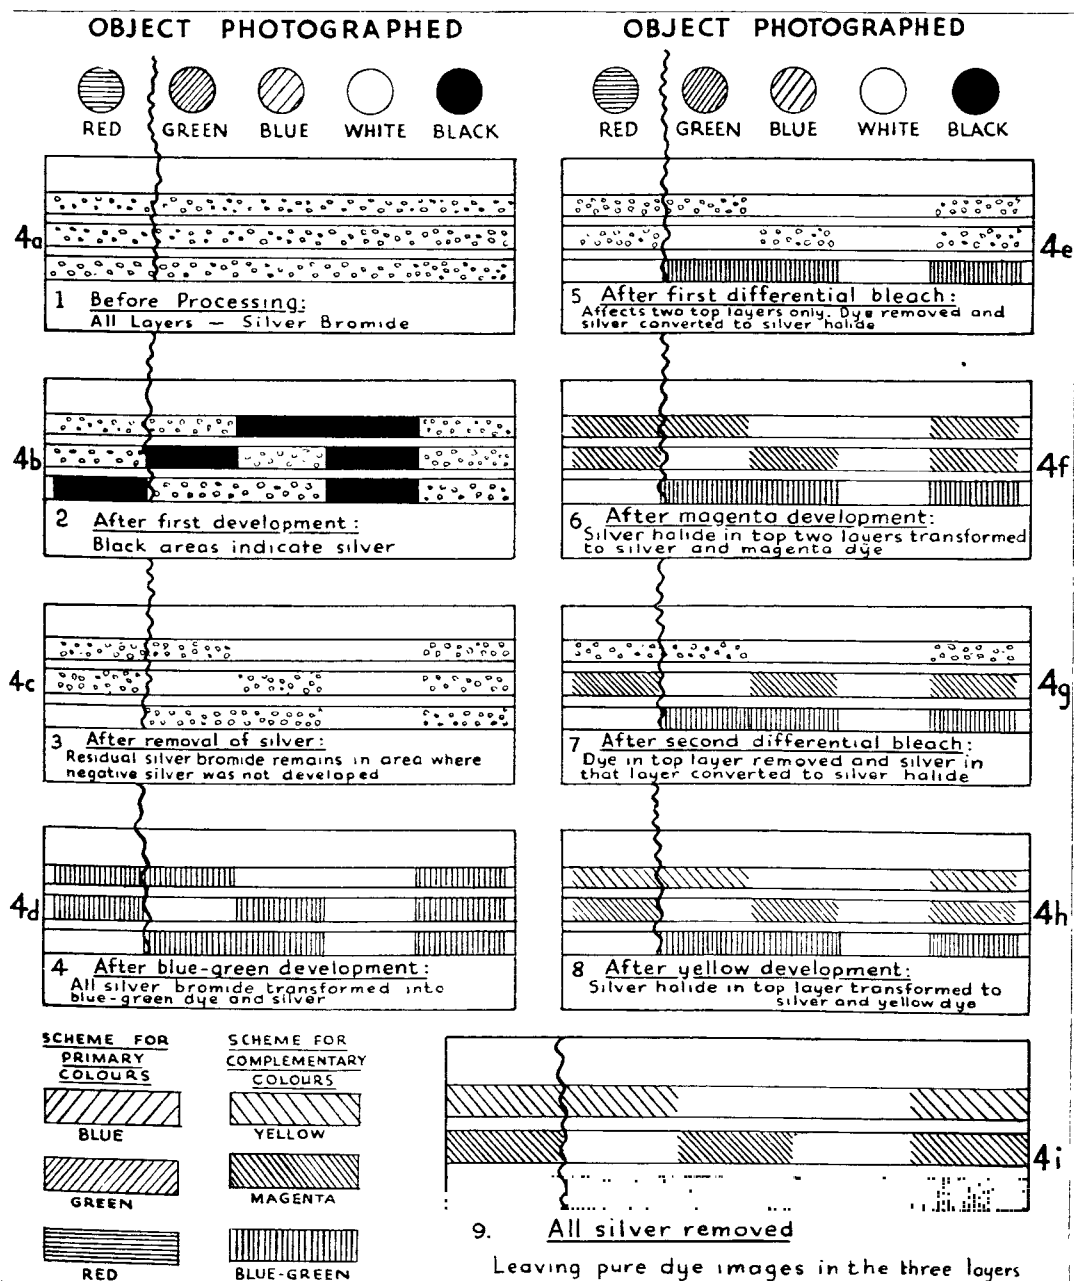 OBJECT PHOTOGRAPHED
RED GREEN BLUE WHITE BLACK
4a
1 Before Processing:
All Layers — Silver Bromide
4b
2 After first development:
Black areas indicate silver
4c
3 After removal of silver:
Residual silver bromide remains in area where
negative silver was not developed
4d
4 After blue-green development:
All silver bromide transformed into
blue-green dye and silver
OBJECT PHOTOGRAPHED
RED GREEN BLUE WHITE BLACK
4e
5 After first differential bleach:
Affects two top layers only. Dye removed and
silver converted to silver halide
4f
6 After magenta development:
Silver halide in top two layers transformed
to silver and magenta dye
4g
7 After second differential bleach:
Dye in top layer removed and silver in
that layer converted to silver halide
4h
8 After yellow development:
Silver halide in top layer transformed to
silver and yellow dye
SCHEME FOR
PRIMARY
COLOURS
BLUE
GREEN
RED
SCHEME FOR
COMPLEMENTARY
COLOURS
YELLOW
MAGENTA
BLUE-GREEN
4i
9. All silver removed
Leaving pure dye images in the three layers